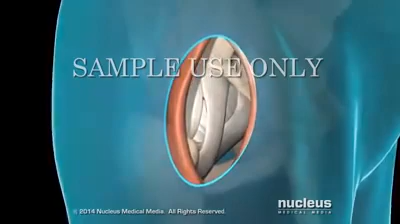 SAMPLE USE ONLY
© 2014 Nucleus Medical Media. All Rights Reserved.
nucleus
MEDICAL MEDIA